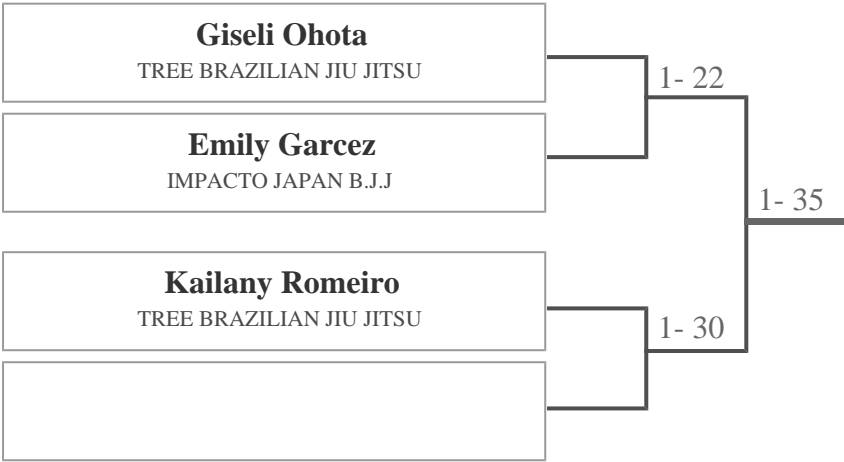 Giseli Ohota
TREE BRAZILIAN JIU JITSU
1- 22
Emily Garcez
IMPACTO JAPAN B.J.J
1- 35
Kailany Romeiro
TREE BRAZILIAN JIU JITSU
1- 30